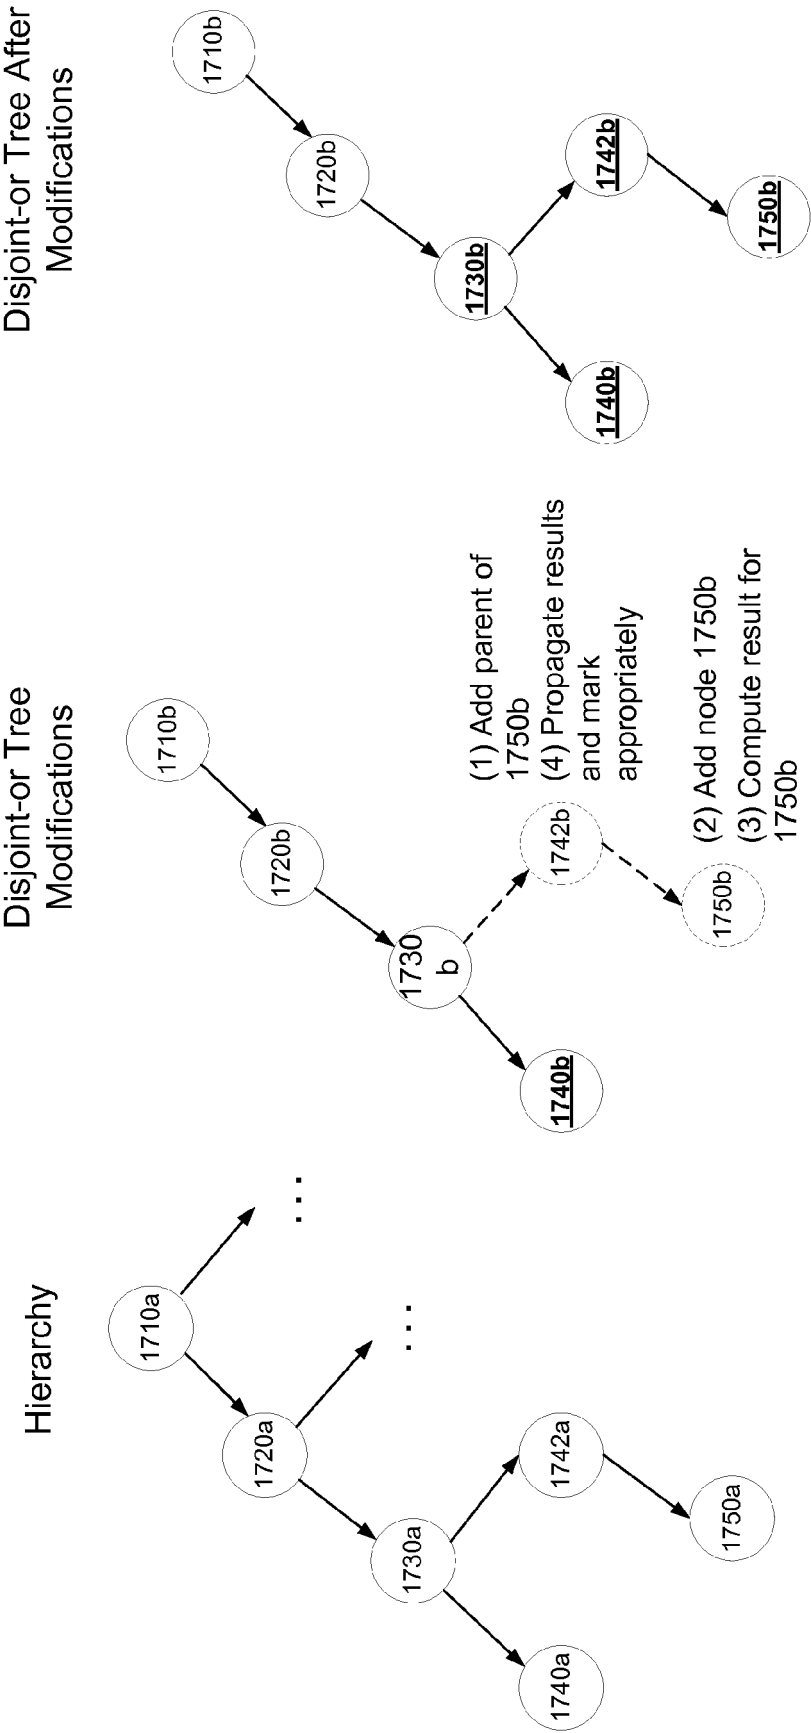 Hierarchy
1710a
1720a
...
1730a
...
1740a
1742a
1750a
Disjoint-or Tree
Modifications
1710b
1720b
1730
b
1740b
1742b
1750b
(1) Add parent of
1750b
(4) Propagate results
and mark
appropriately
(2) Add node 1750b
(3) Compute result for
1750b
Disjoint-or Tree After
Modifications
1710b
1720b
1730b
1740b
1742b
1750b